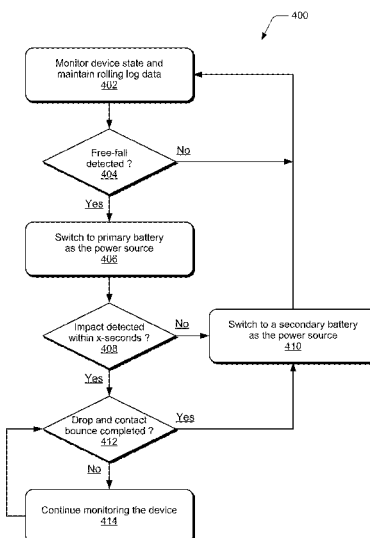 400
Monitor device state and
maintain rolling log data
402
Free-fall
detected ?
404
No
Yes
Switch to primary battery
as the power source
406
Impact detected
within x-seconds ?
408
No
Switch to a secondary battery
as the power source
410
Yes
Drop and contact
bounce completed ?
412
Yes
No
Continue monitoring the device
414